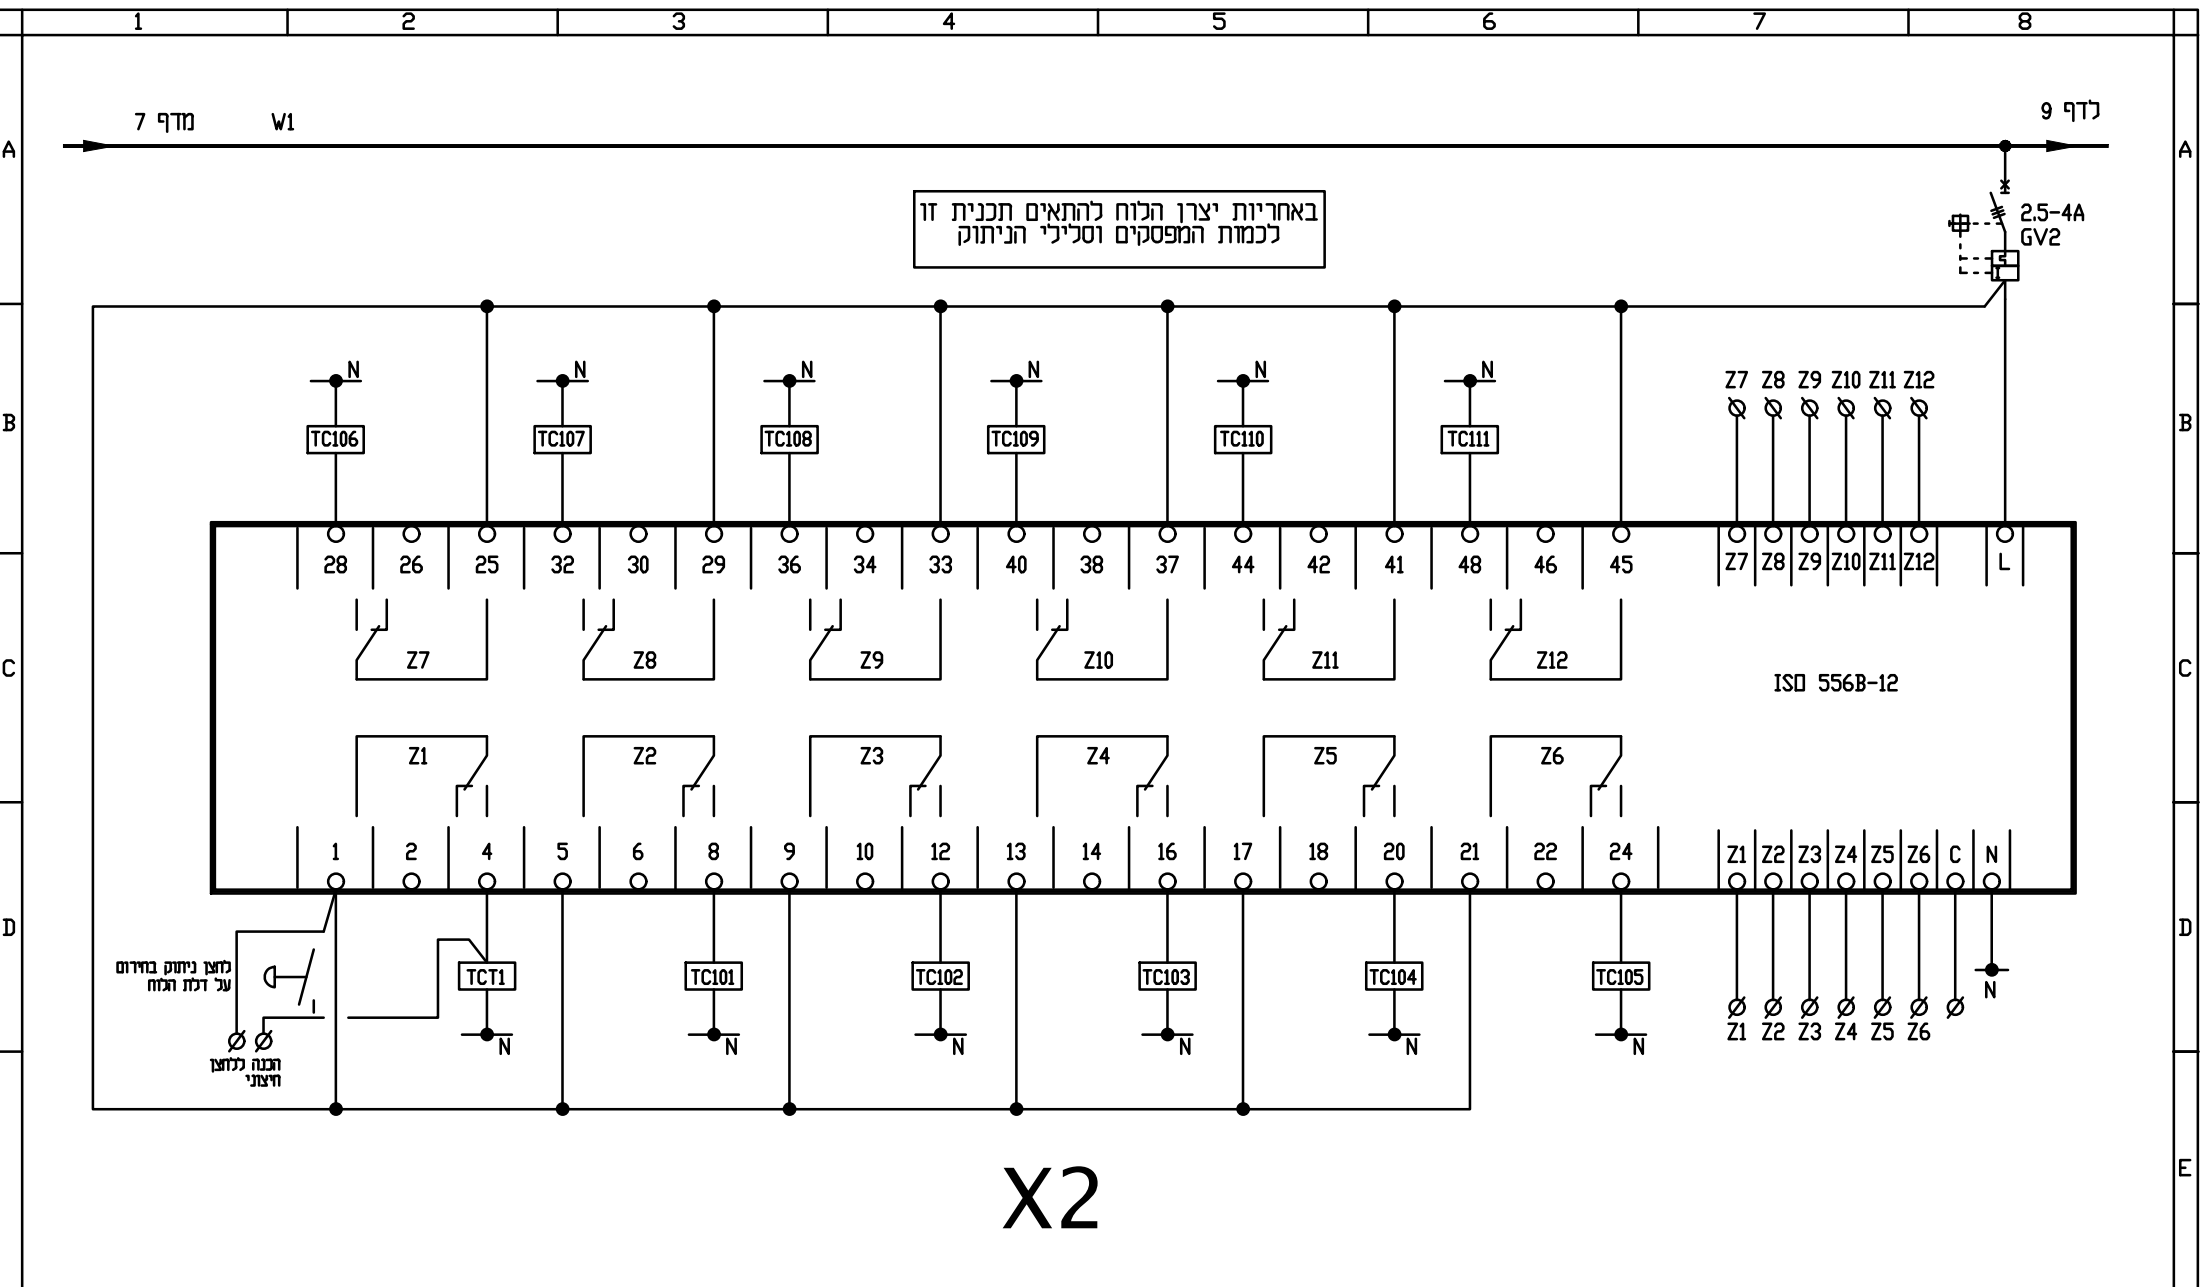 1 2 3 4 5 6 7 8
מדף 7 W1 לדף 9
A A
באחריות יצרן הלוח להתאים תכנית זו
לכמות המפסקים וסלילי הניתוק
2.5-4A
GV2
N N N N N N
Z7 Z8 Z9 Z10 Z11 Z12
B B
TC106 TC107 TC108 TC109 TC110 TC111
28 26 25 32 30 29 36 34 33 40 38 37 44 42 41 48 46 45 Z7 Z8 Z9 Z10 Z11 Z12 L
Z7 Z8 Z9 Z10 Z11 Z12
C C
ISO 556B-12
Z1 Z2 Z3 Z4 Z5 Z6
1 2 4 5 6 8 9 10 12 13 14 16 17 18 20 21 22 24 Z1 Z2 Z3 Z4 Z5 Z6 C N
D D
לחצן ניתוק בחירום
על דלת הלוח
TCT1 TC101 TC102 TC103 TC104 TC105
N
Z1 Z2 Z3 Z4 Z5 Z6
N N N N N N
הכנה ללחצן
חיצוני
E
X2